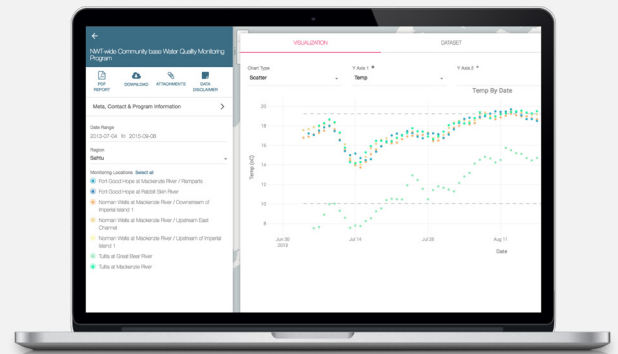 NWT-wide Community base Water Quality Monitoring
Program
PDF
REPORT
DOWNLOAD
ATTACHMENTS
DATA
DISCLAIMER
Meta, Contact & Program Information
Date Range
2013-07-04 to 2015-09-08
Region
Sahtu
Monitoring Locations Select all
Fort Good Hope at Mackenzie River / Ramparts
Fort Good Hope at Rabbit Skin River
Norman Wells at Mackenzie River / Downstream of
Imperial Island 1
Norman Wells at Mackenzie River / Upstream East
Channel
Norman Wells at Mackenzie River / Upstream of Imperial
Island 1
Tulita at Great Bear River
Tulita at Mackenzie River
VISUALIZATION
DATASET
Chart Type
Scatter
Y Axis 1 *
Temp
Y Axis 2 *
Temp By Date
Temp (oC)
20
18
16
14
12
10
8
Jun 30
2013
Jul 14
Jul 28
Aug 11
Date